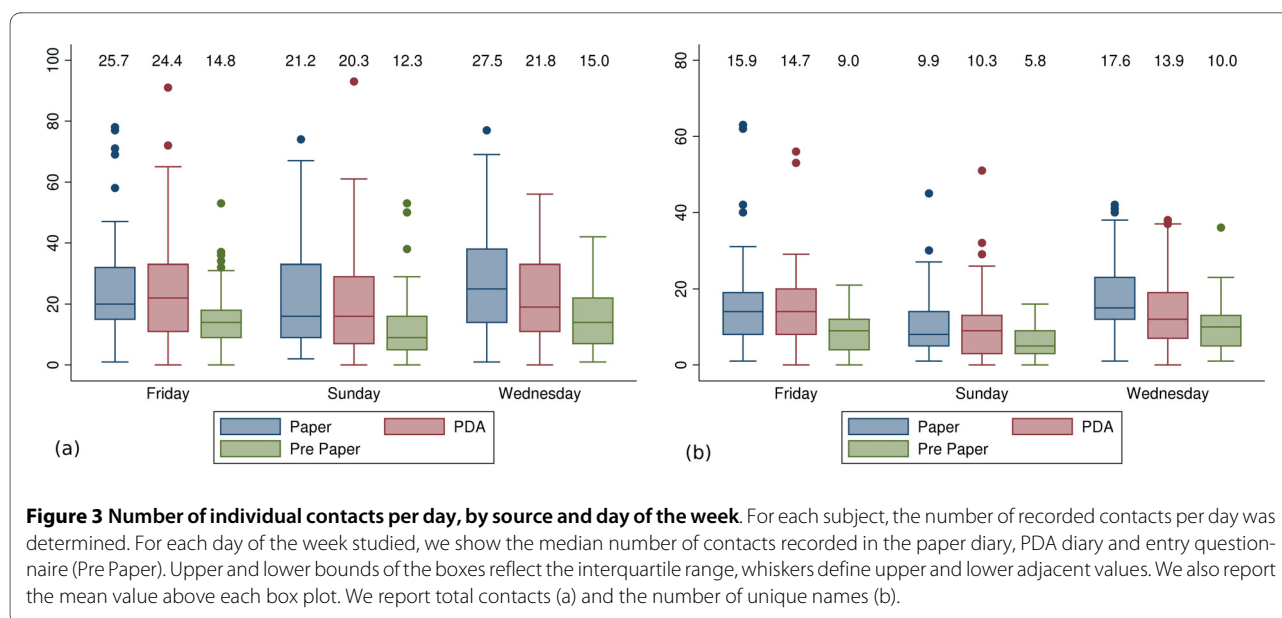 25.7 24.4 14.8 21.2 20.3 12.3 27.5 21.8 15.0
100
80
60
40
20
0
Friday Sunday Wednesday
Paper PDA
Pre Paper
(a)
15.9 14.7 9.0 9.9 10.3 5.8 17.6 13.9 10.0
80
60
40
20
0
Friday Sunday Wednesday
Paper PDA
Pre Paper
(b)
Figure 3 Number of individual contacts per day, by source and day of the week. For each subject, the number of recorded contacts per day was
determined. For each day of the week studied, we show the median number of contacts recorded in the paper diary, PDA diary and entry question-
naire (Pre Paper). Upper and lower bounds of the boxes reflect the interquartile range, whiskers define upper and lower adjacent values. We also report
the mean value above each box plot. We report total contacts (a) and the number of unique names (b).